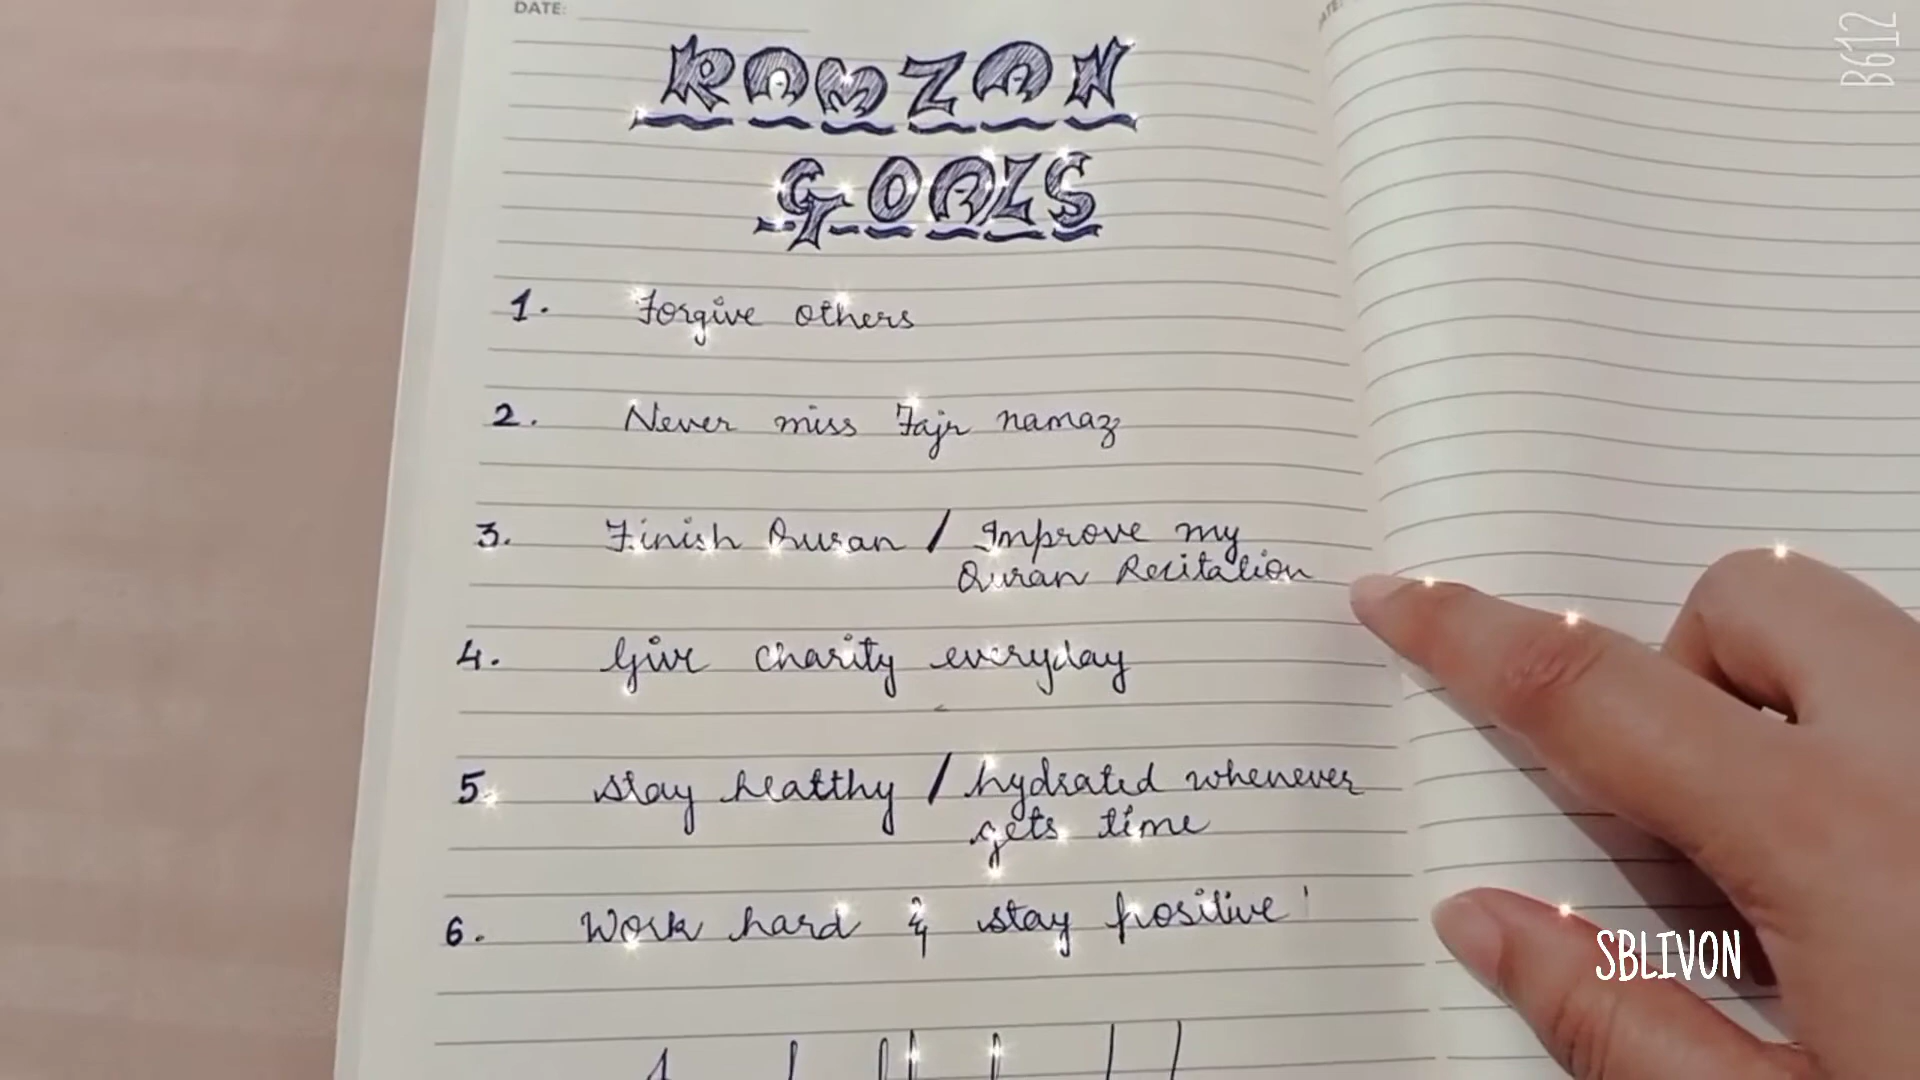 DATE:
RAMZAN
GOALS
1. Forgive others
2. Never miss Fajr namaz
3. Finish Quran / Improve my
Quran Recitation
4. Give charity everyday
5. Stay healthy / hydrated whenever
gets time
6. Work hard & stay positive!
B612
SBLIVON